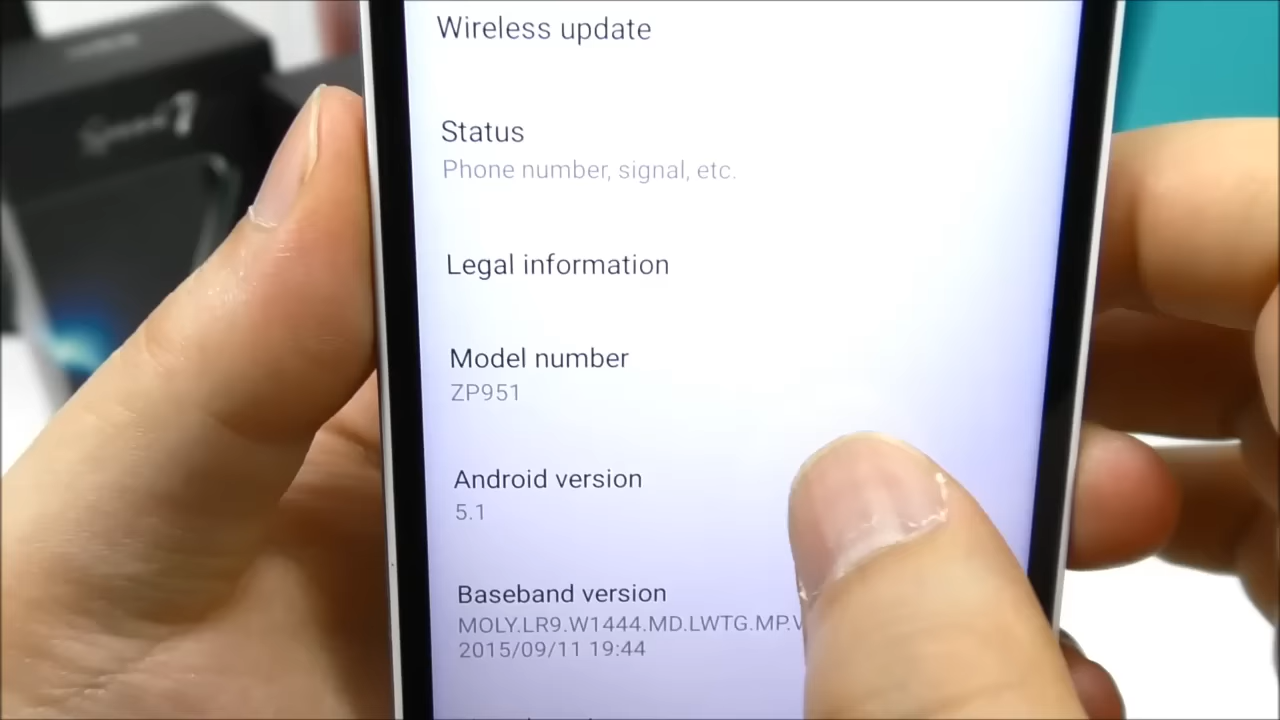 Wireless update
Status
Phone number, signal, etc.
Legal information
Model number
ZP951
Android version
5.1
Baseband version
MOLY.LR9.W1444.MD.LWTG.MP.V
2015/09/11 19:44